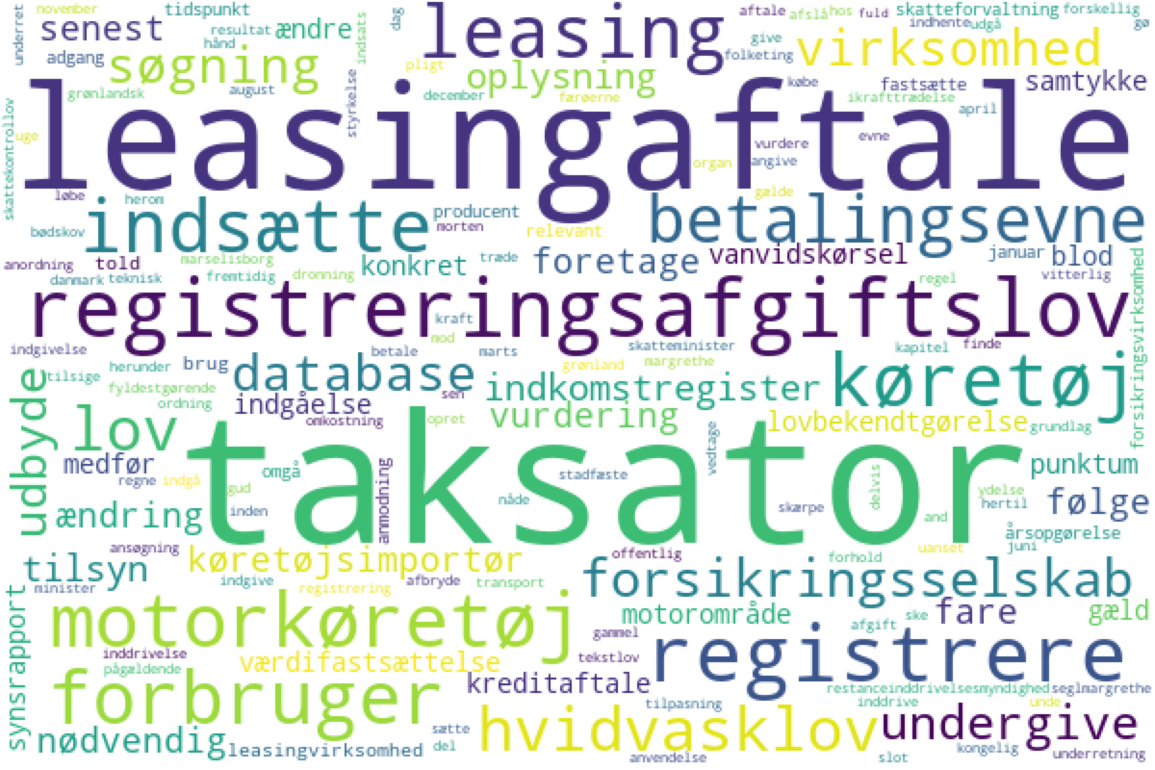 underret november tidspunkt leasing aftale afslå hos fuld skatteforvaltning forskellig
senest resultat ændre dag give virksomhed indhente udgå gø
adgang søgning hånd indsats pligt oplysning folketing købe fastsætte samtykke
grønlandsk august styrkelse december færøerne ikrafttrædelse april
skattekontrollov uge leasingaftale vurdere evne
organ angive
løbe herom indsætte producent gælde betalingsevne
bødskov morten relevant
anordning told marselisborg konkret træde foretage vanvidskørsel januar blod
danmark teknisk fremtidig dronning regel vitterlig forsikringsvirksomhed
registreringsafgiftslov
kraft
indgivelse betale mod marts skatteminister kapitel finde
udbyde tilsige herunder brug database grønland margrethe køretøj
fyldestgørende indkomstregister
ordning indgåelse sen
lov omkostning opret vurdering lovbekendtgørelse grundlag
medfør taksator vedtage punktum
regne indgå omgå anmodning stadfæste delvis
gud nåde skærpe ydelse følge
ændring inden and hertil
årsopgørelse
ansøgning køretøjsimportør offentlig forhold uanset juni
tilsyn indgive afbryde transport forsikringsselskab
synsrapport minister registrering
motorkøretøj motorområde afgift ske fare gæld
gammel
inddrivelse værdifastsættelse tekstlov registrere
pågældende
forbruger kreditaftale restanceinddrivelsesmyndighed seglmargrethe
tilpasning inddrive unde
nødvendig leasingvirksomhed sætte hvidvasklov undergive
del anvendelse slot kongelig underretning